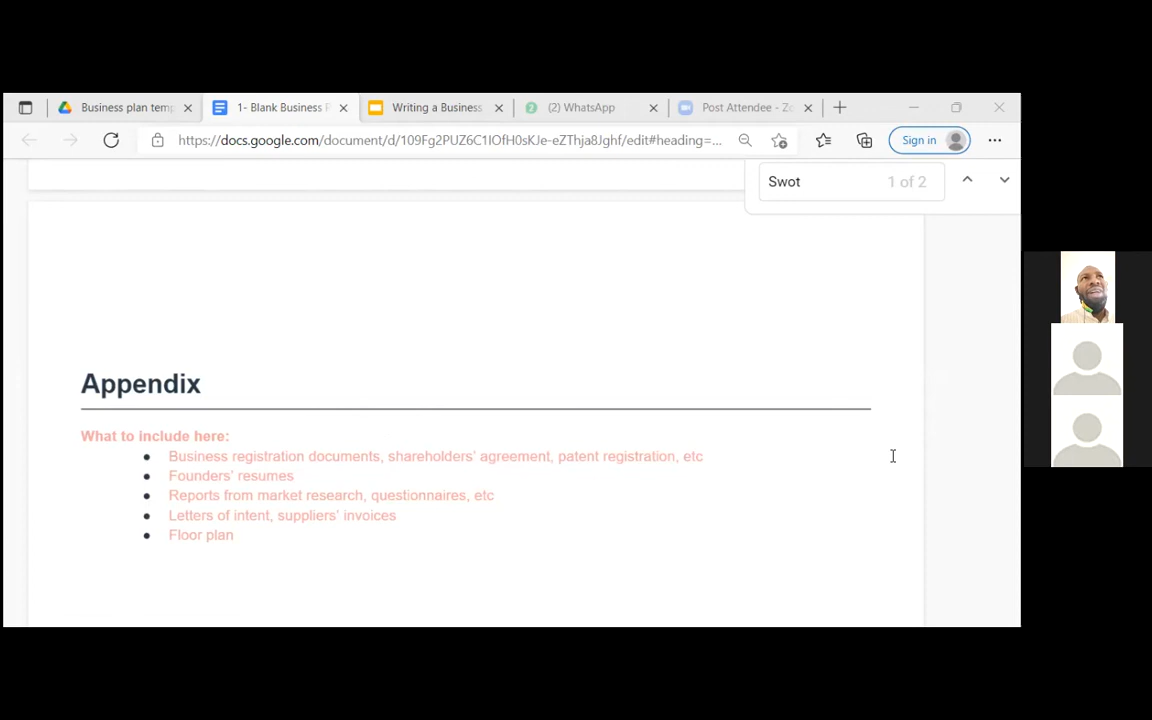 Business plan temp
1- Blank Business P
Writing a Business
(2) WhatsApp
Post Attendee - Zo
https://docs.google.com/document/d/109Fg2PUZ6C1IOfH0sKJe-eZThja8Jghf/edit#heading=...
Sign in
Swot 1 of 2
Appendix
What to include here:
● Business registration documents, shareholders' agreement, patent registration, etc
● Founders' resumes
● Reports from market research, questionnaires, etc
● Letters of intent, suppliers' invoices
● Floor plan